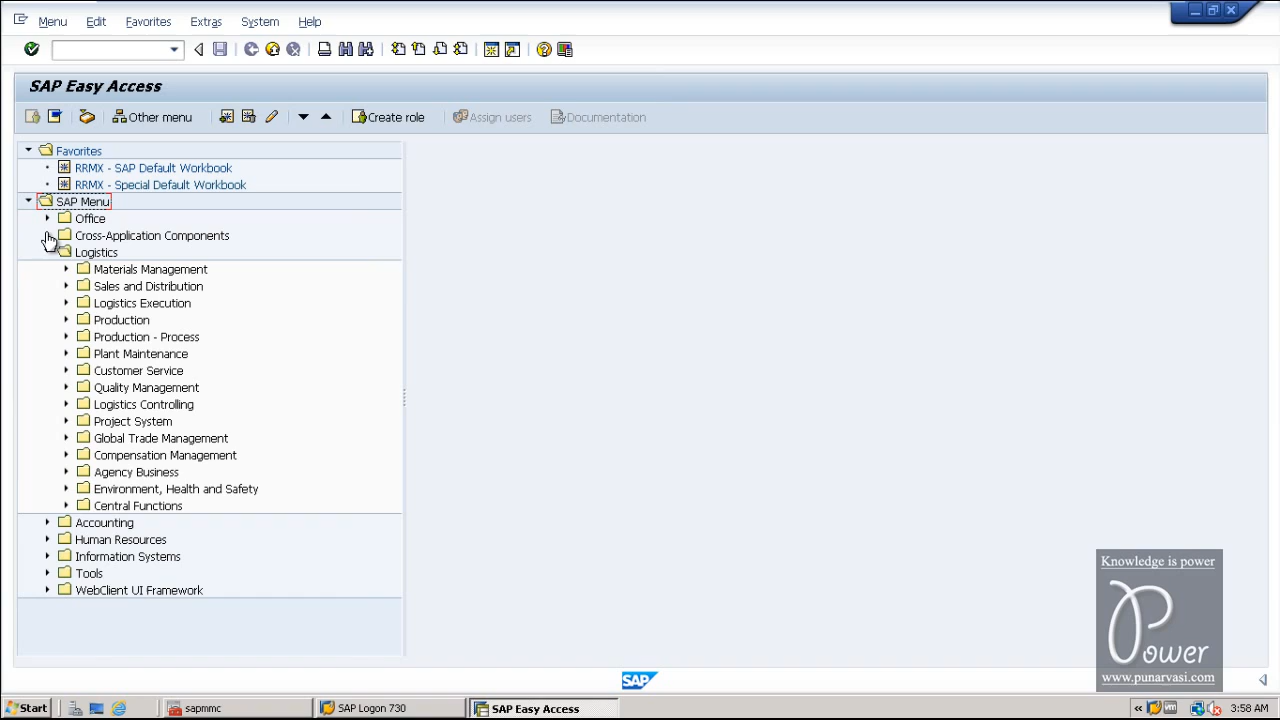 Menu Edit Favorites Extras System Help
SAP Easy Access
Other menu Create role Assign users Documentation
Favorites
RRMX - SAP Default Workbook
RRMX - Special Default Workbook
SAP Menu
Office
Cross-Application Components
Logistics
Materials Management
Sales and Distribution
Logistics Execution
Production
Production - Process
Plant Maintenance
Customer Service
Quality Management
Logistics Controlling
Project System
Global Trade Management
Compensation Management
Agency Business
Environment, Health and Safety
Central Functions
Accounting
Human Resources
Information Systems
Tools
WebClient UI Framework
Knowledge is power
Power
www.punarvasi.com
SAP
Start sapmmc SAP Logon 730 SAP Easy Access « 3:58 AM